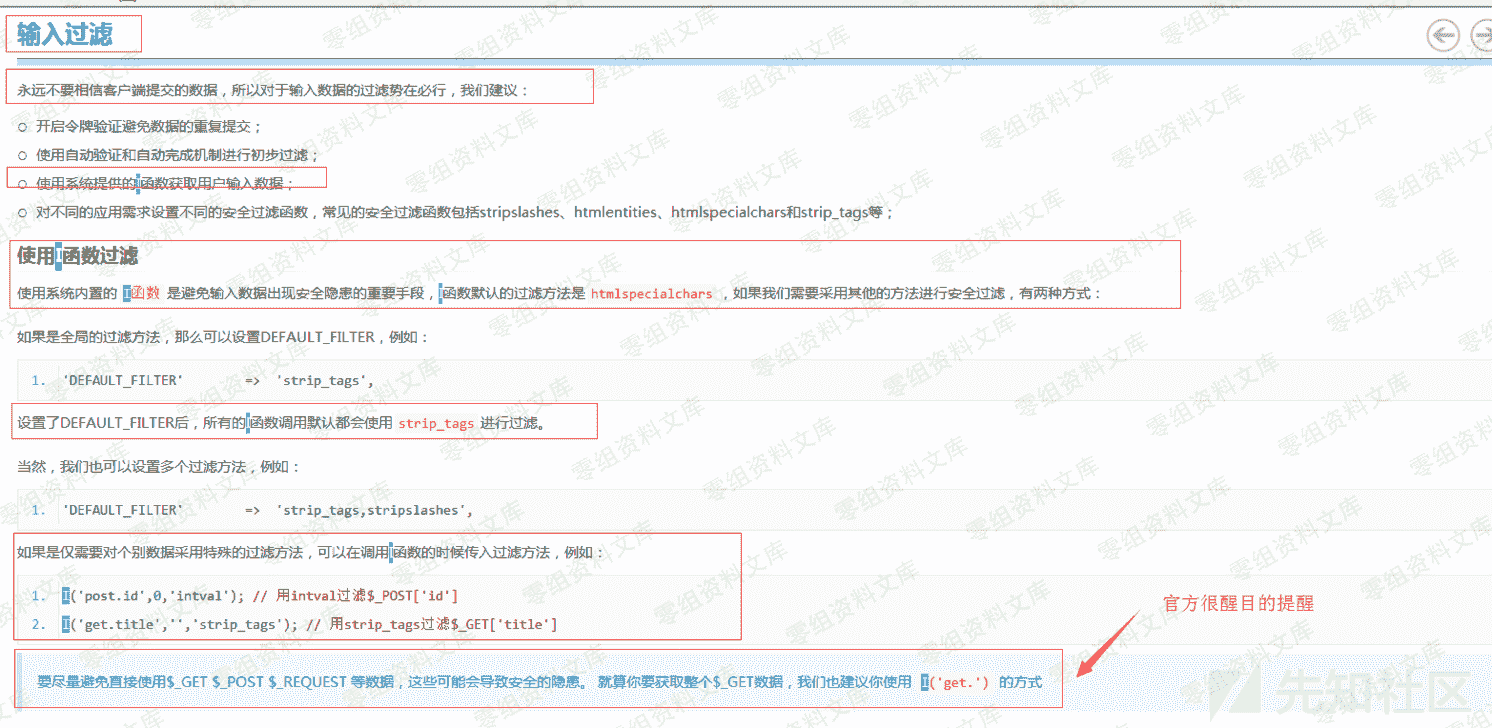 输入过滤
永远不要相信客户端提交的数据，所以对于输入数据的过滤势在必行，我们建议：
○ 开启令牌验证避免数据的重复提交；
○ 使用自动验证和自动完成机制进行初步过滤；
○ 使用系统提供的I函数获取用户输入数据；
○ 对不同的应用需求设置不同的安全过滤函数，常见的安全过滤函数包括stripslashes、htmlentities、htmlspecialchars和strip_tags等；
使用I函数过滤
使用系统内置的 I函数 是避免输入数据出现安全隐患的重要手段，I函数默认的过滤方法是 htmlspecialchars ，如果我们需要采用其他的方法进行安全过滤，有两种方式：
如果是全局的过滤方法，那么可以设置DEFAULT_FILTER，例如：
1. 'DEFAULT_FILTER' => 'strip_tags',
设置了DEFAULT_FILTER后，所有的I函数调用默认都会使用 strip_tags 进行过滤。
当然，我们也可以设置多个过滤方法，例如：
1. 'DEFAULT_FILTER' => 'strip_tags,stripslashes',
如果是仅需要对个别数据采用特殊的过滤方法，可以在调用I函数的时候传入过滤方法，例如：
1. I('post.id',0,'intval'); // 用intval过滤$_POST['id']
2. I('get.title','','strip_tags'); // 用strip_tags过滤$_GET['title']
官方很醒目的提醒
要尽量避免直接使用$_GET $_POST $_REQUEST 等数据，这些可能会导致安全的隐患。 就算你要获取整个$_GET数据，我们也建议你使用 I('get.') 的方式
先知社区
零组资料文库